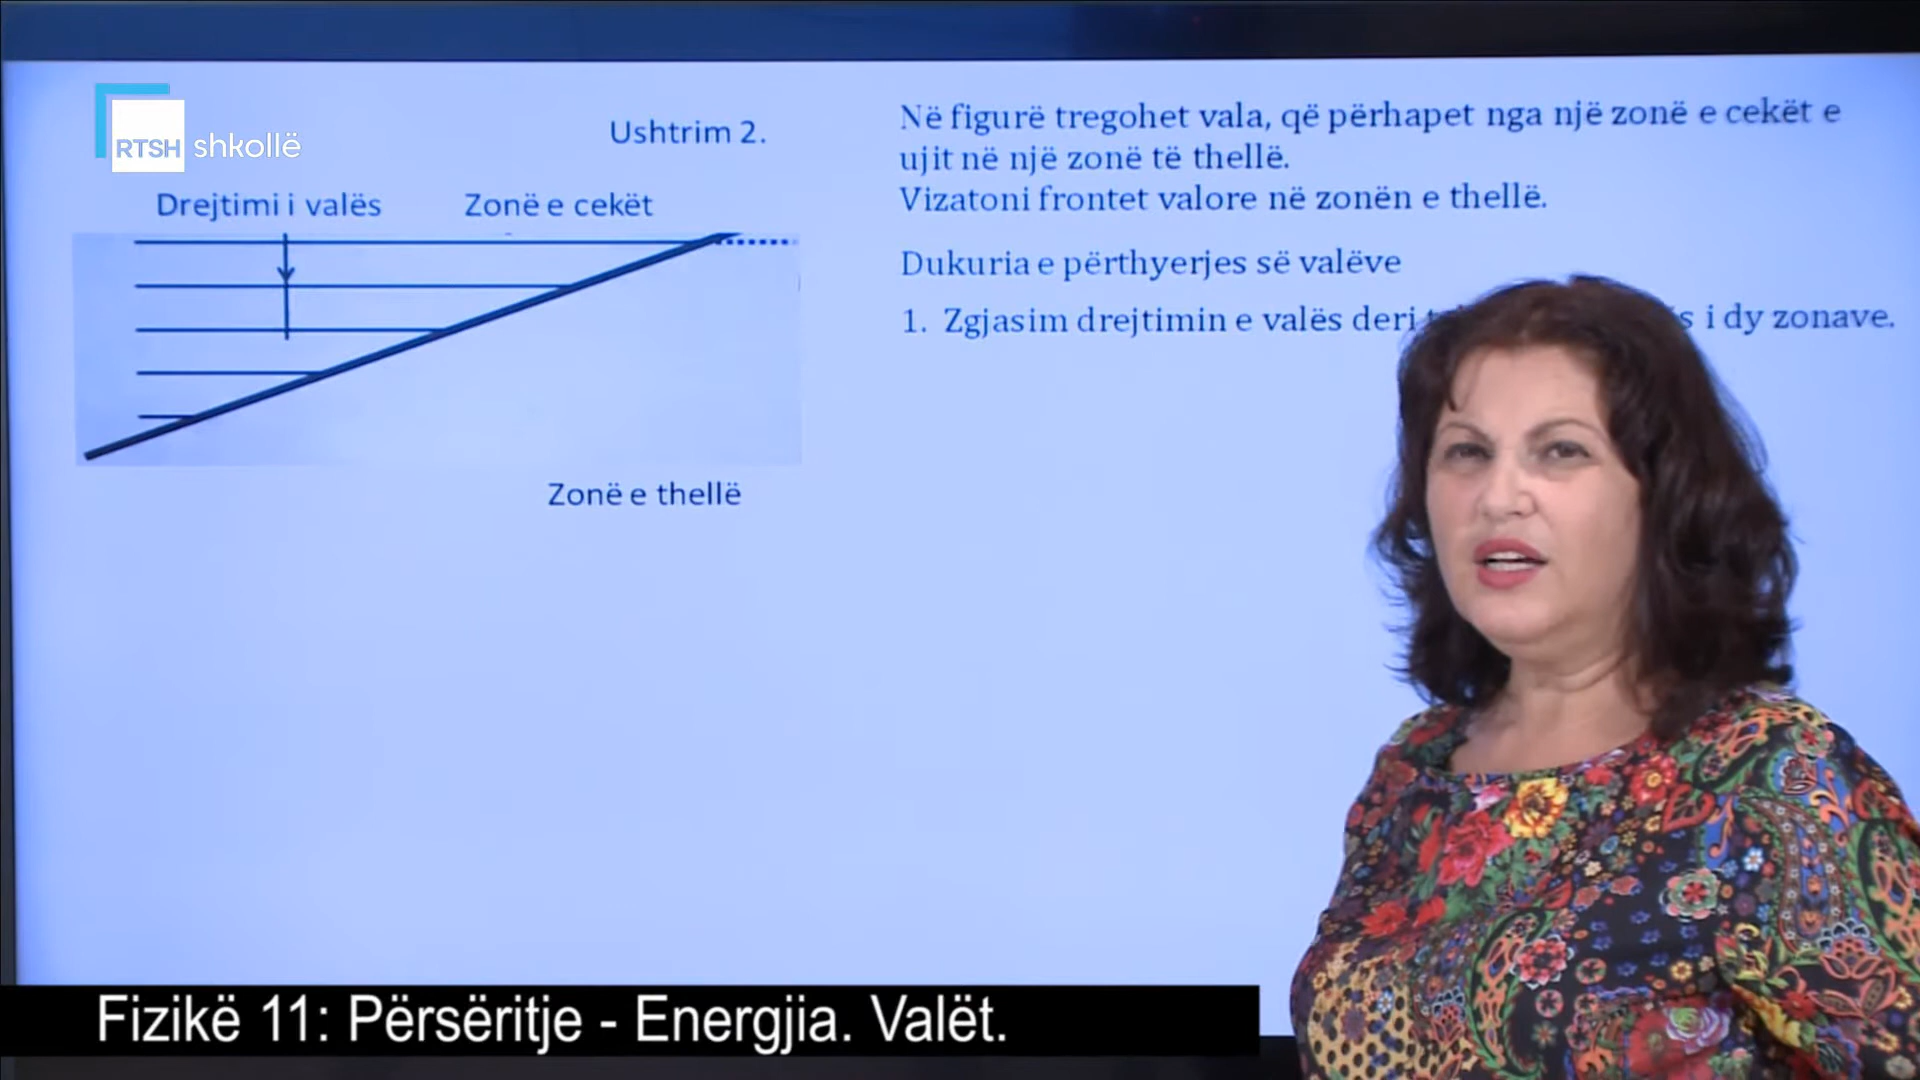 RTSH shkollë
Ushtrim 2.
Në figurë tregohet vala, që përhapet nga një zonë e cekët e
ujit në një zonë të thellë.
Vizatoni frontet valore në zonën e thellë.
Drejtimi i valës
Zonë e cekët
Dukuria e përthyerjes së valëve
1. Zgjasim drejtimin e valës deri i dy zonave.
Zonë e thellë
Fizikë 11: Përsëritje - Energjia. Valët.